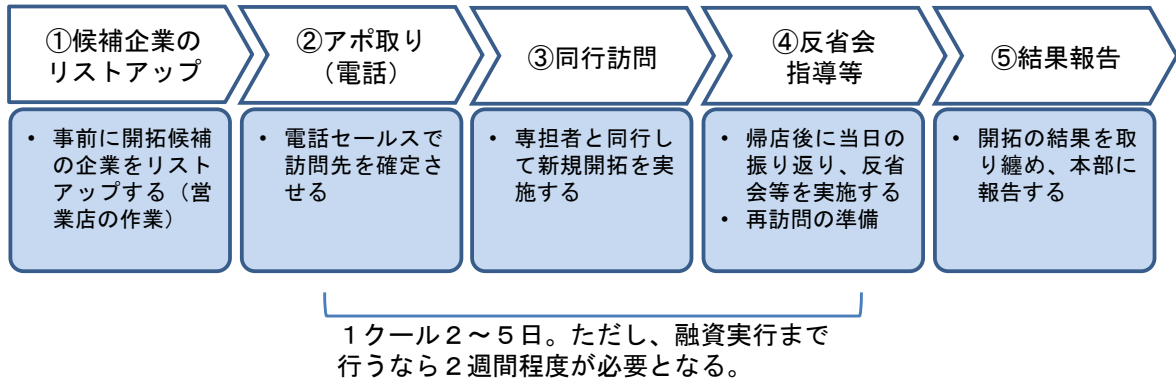 ①候補企業の
リストアップ
②アポ取り
（電話）
③同行訪問
④反省会
指導等
⑤結果報告
• 事前に開拓候補
の企業をリスト
アップする（営
業店の作業）
• 電話セールスで
訪問先を確定さ
せる
• 専担者と同行し
て新規開拓を実
施する
• 帰店後に当日の
振り返り、反省
会等を実施する
• 再訪問の準備
• 開拓の結果を取
り纏め、本部に
報告する
１クール２～５日。ただし、融資実行まで
行うなら２週間程度が必要となる。